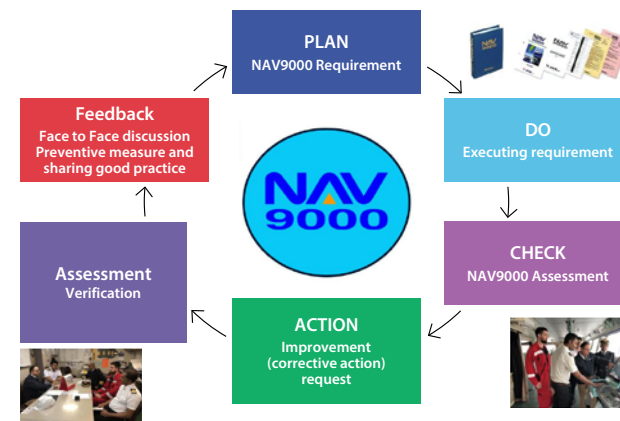 PLAN
NAV9000 Requirement
DO
Executing requirement
CHECK
NAV9000 Assessment
ACTION
Improvement
(corrective action)
request
Assessment
Verification
Feedback
Face to Face discussion
Preventive measure and
sharing good practice
NAV
9000